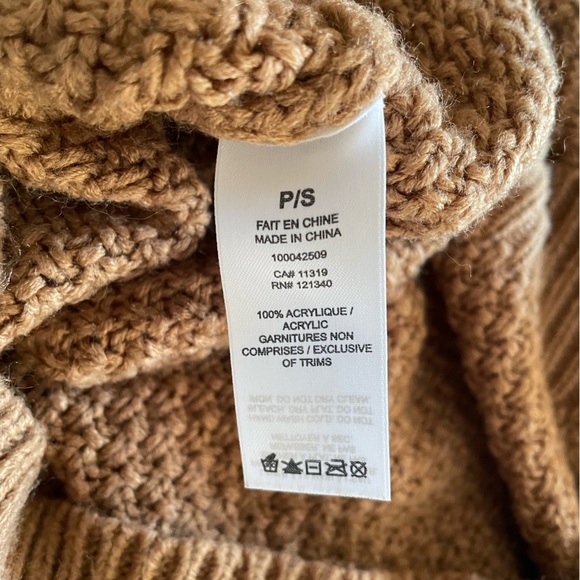 P/S
FAIT EN CHINE
MADE IN CHINA
100042509
CA# 11319
RN# 121340
100% ACRYLIQUE /
ACRYLIC
GARNITURES NON
COMPRISES / EXCLUSIVE
OF TRIMS